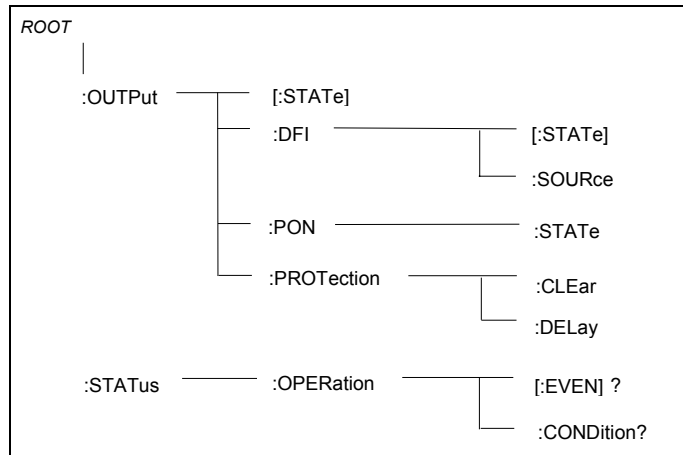 ROOT
:OUTPut [:STATe]
:DFI [:STATe]
:SOURce
:PON :STATe
:PROTection :CLEar
:DELay
:STATus :OPERation [:EVEN] ?
:CONDition?